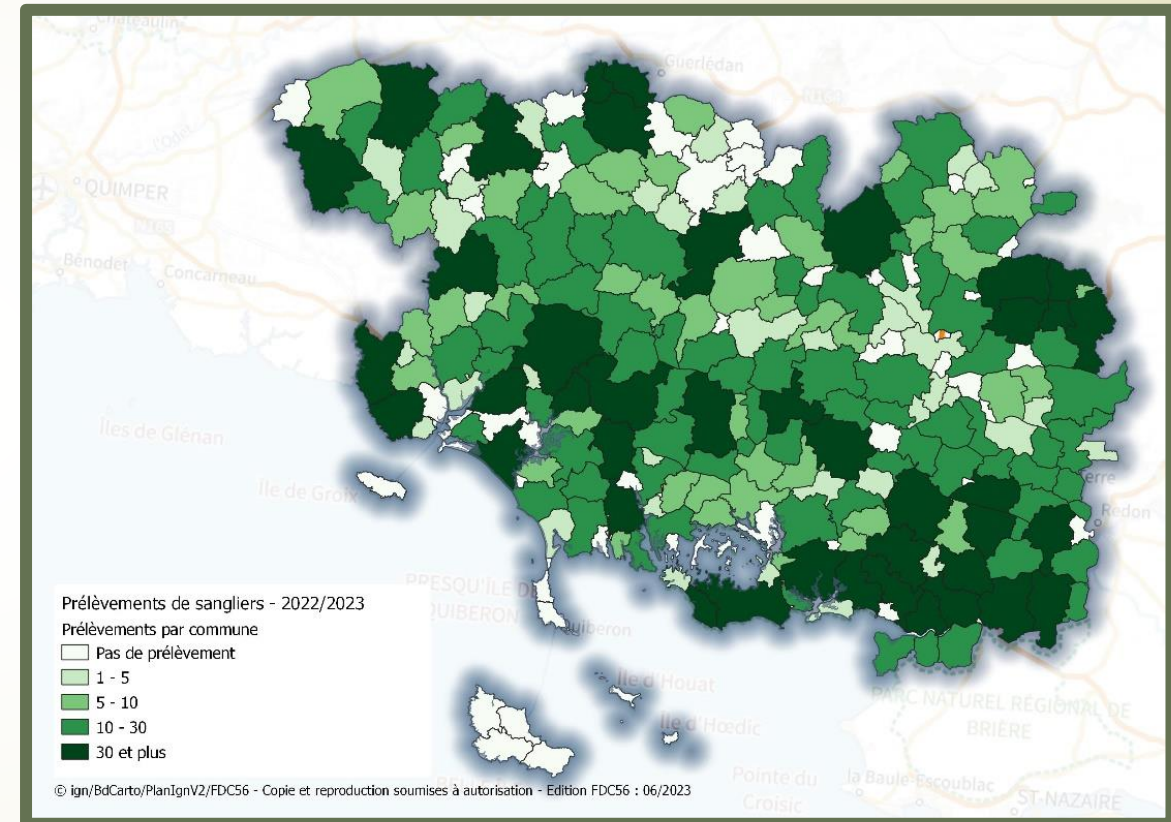 Châteaulin
Guerlédan
QUIMPER
Bénodet
Concarneau
Îles de Glénan
Île de Groix
Redon
PRESQU'ÎLE DE
QUIBERON
Quiberon
Île d'Houat
Île d'Hœdic
PARC NATUREL RÉGIONAL DE
BRIÈRE
Pointe du
Croisic
la Baule-Escoublac
ST-NAZAIRE
Prélèvements de sangliers - 2022/2023
Prélèvements par commune
Pas de prélèvement
1 - 5
5 - 10
10 - 30
30 et plus
© ign/BdCarto/PlanIgnV2/FDC56 - Copie et reproduction soumises à autorisation - Edition FDC56 : 06/2023